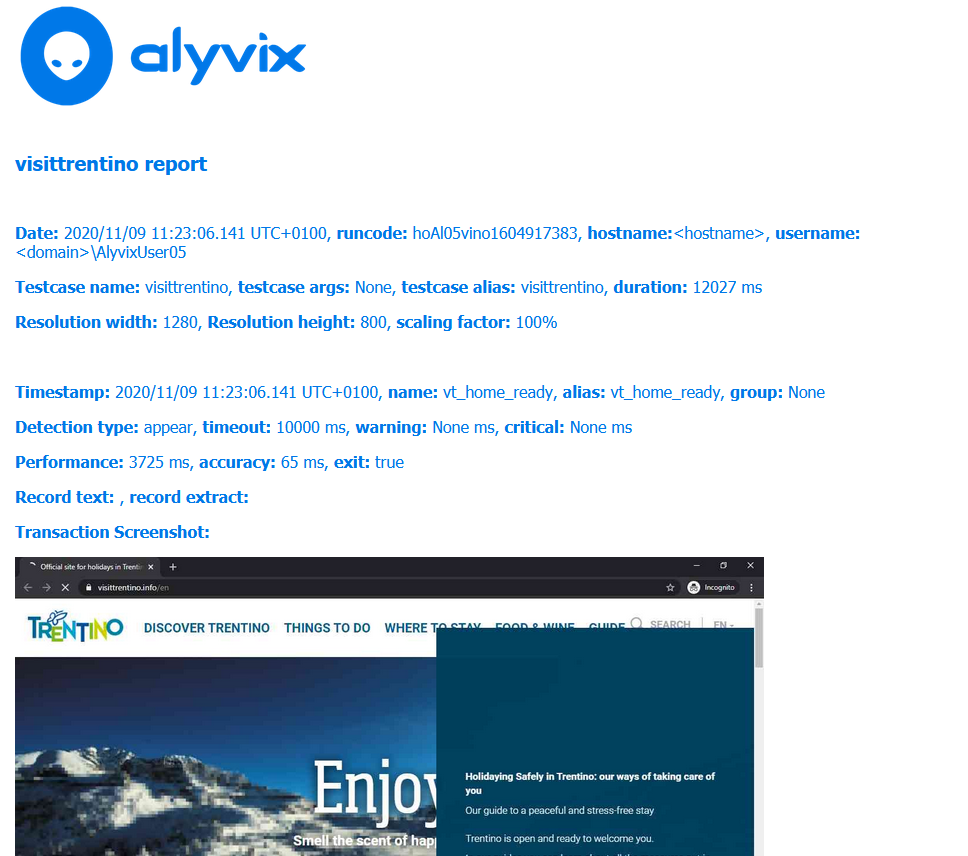 alyvix
visittrentino report
Date: 2020/11/09 11:23:06.141 UTC+0100, runcode: hoAl05vino1604917383, hostname:<hostname>, username:
<domain>\AlyvixUser05
Testcase name: visittrentino, testcase args: None, testcase alias: visittrentino, duration: 12027 ms
Resolution width: 1280, Resolution height: 800, scaling factor: 100%
Timestamp: 2020/11/09 11:23:06.141 UTC+0100, name: vt_home_ready, alias: vt_home_ready, group: None
Detection type: appear, timeout: 10000 ms, warning: None ms, critical: None ms
Performance: 3725 ms, accuracy: 65 ms, exit: true
Record text: , record extract:
Transaction Screenshot:
Official site for holidays in Trentin
visittrentino.info/en
Incognito
TRENTINO DISCOVER TRENTINO THINGS TO DO WHERE TO STAY FOOD & WINE GUIDE SEARCH EN
Enjoy
Smell the scent of hap
Holidaying Safely in Trentino: our ways of taking care of
you
Our guide to a peaceful and stress-free stay
Trentino is open and ready to welcome you.